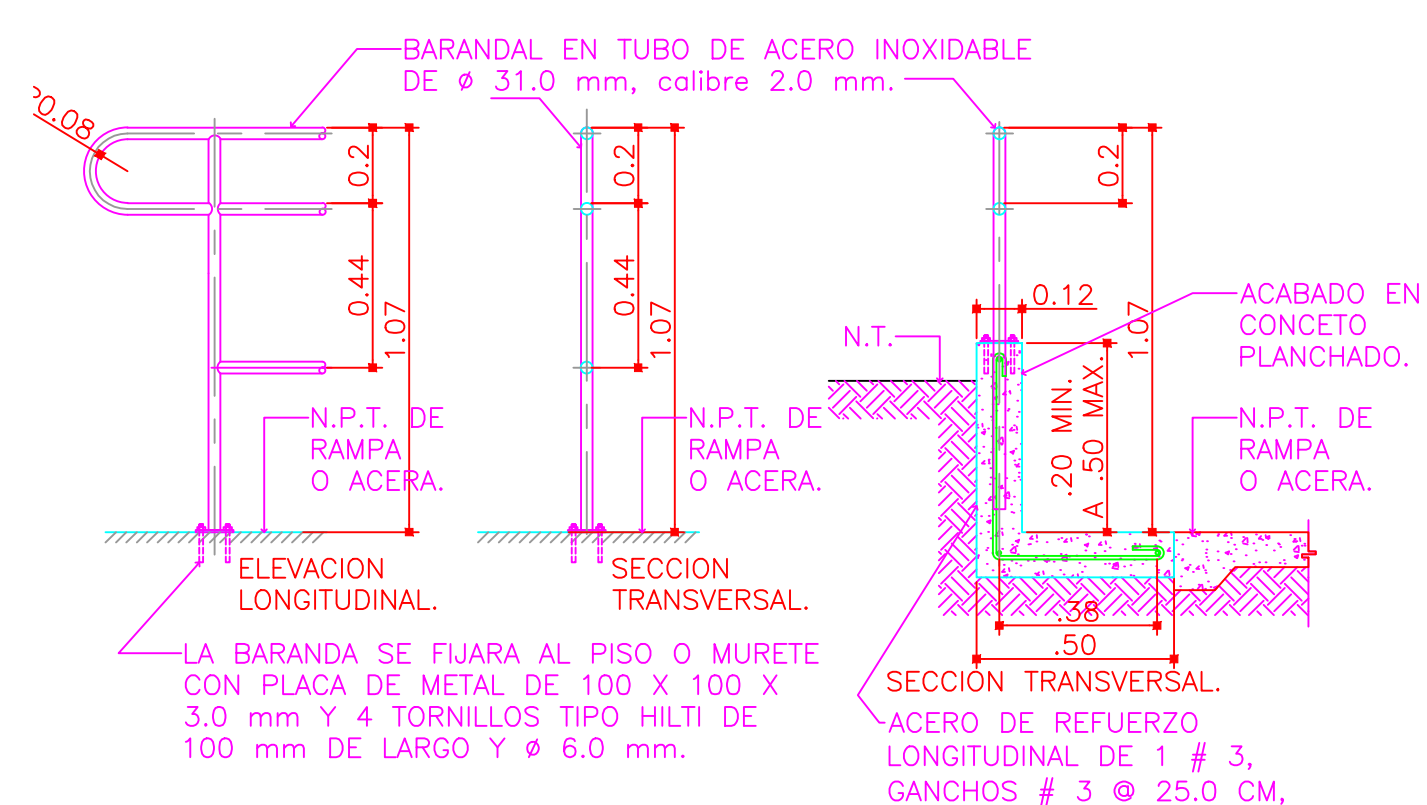 BARANDAL EN TUBO DE ACERO INOXIDABLE
DE ø 31.0 mm, calibre 2.0 mm.
0.08
0.2
0.44
1.07
N.P.T. DE
RAMPA
O ACERA.
ELEVACION
LONGITUDINAL.
0.2
0.44
1.07
N.P.T. DE
RAMPA
O ACERA.
SECCION
TRANSVERSAL.
0.2
1.07
0.12
N.T.
ACABADO EN
CONCETO
PLANCHADO.
.20 MIN.
A .50 MAX.
N.P.T. DE
RAMPA
O ACERA.
.38
.50
SECCION TRANSVERSAL.
LA BARANDA SE FIJARA AL PISO O MURETE
CON PLACA DE METAL DE 100 X 100 X
3.0 mm Y 4 TORNILLOS TIPO HILTI DE
100 mm DE LARGO Y ø 6.0 mm.
ACERO DE REFUERZO
LONGITUDINAL DE 1 # 3,
GANCHOS # 3 @ 25.0 CM,